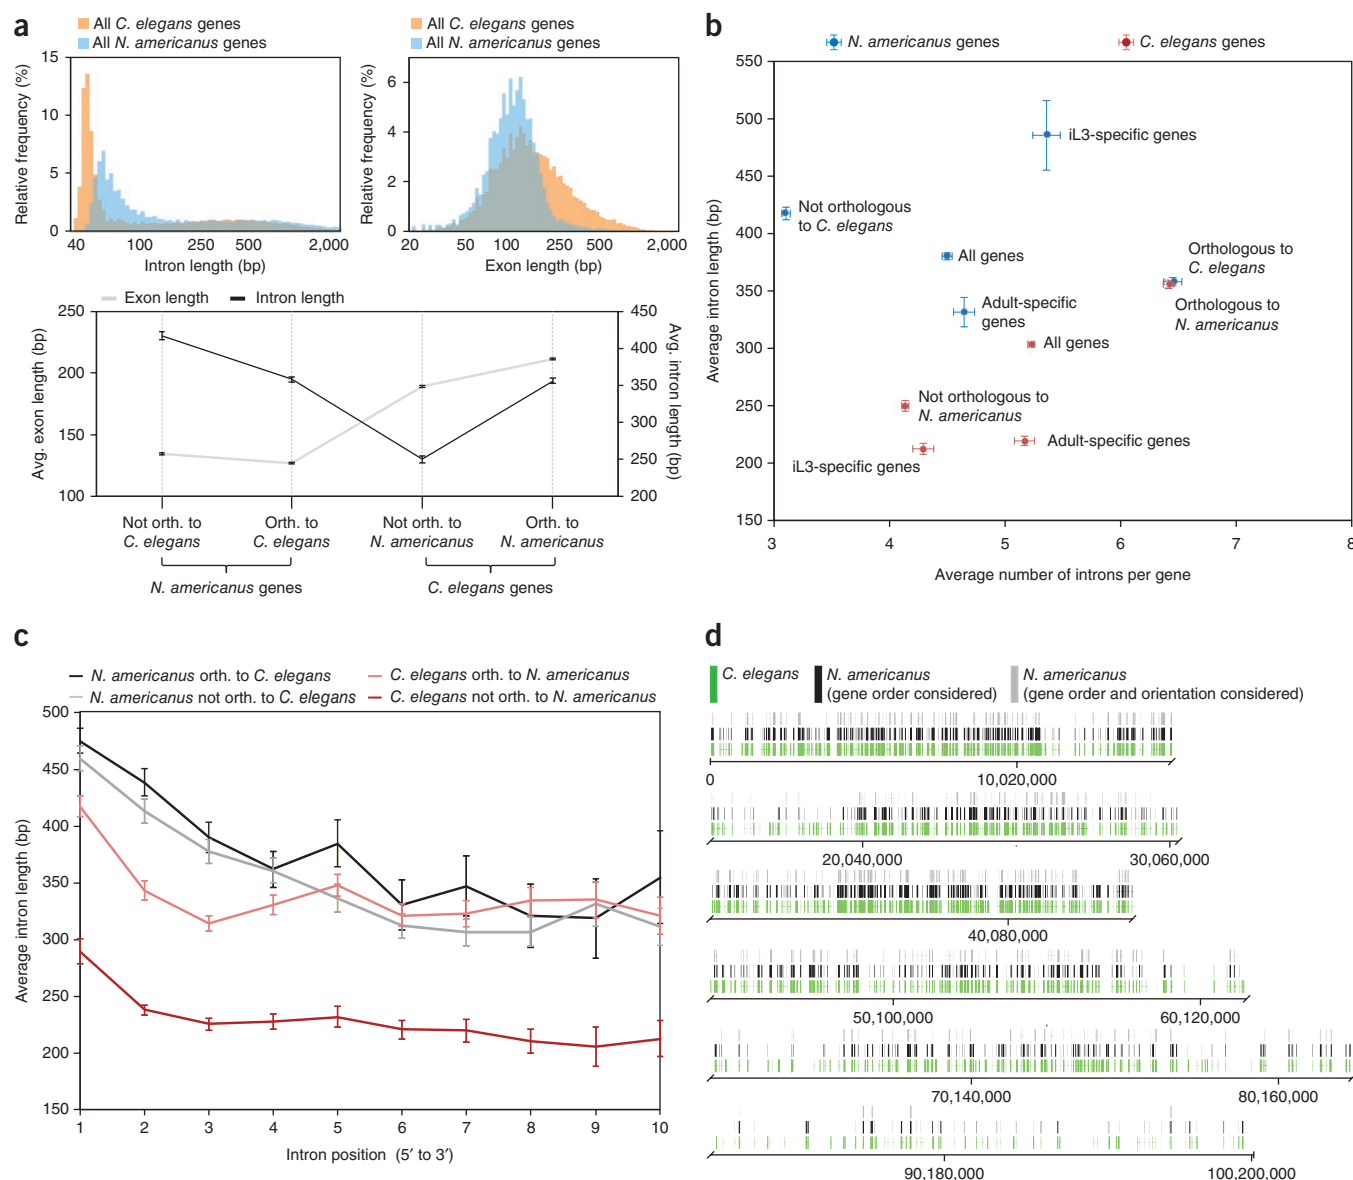 a
All C. elegans genes
All N. americanus genes
All C. elegans genes
All N. americanus genes
Relative frequency (%)
15
10
5
0
40
100
250
500
2,000
Intron length (bp)
Relative frequency (%)
6
4
2
0
20
50
100
250
500
2,000
Exon length (bp)
Exon length
Intron length
Avg. exon length (bp)
250
200
150
100
450
400
350
300
250
200
Avg. intron length
(bp)
Not orth. to
C. elegans
Orth. to
C. elegans
Not orth. to
N. americanus
Orth. to
N. americanus
N. americanus genes
C. elegans genes
b
N. americanus genes
C. elegans genes
Average intron length (bp)
550
500
450
400
350
300
250
200
150
iL3-specific genes
Not orthologous
to C. elegans
All genes
Adult-specific
genes
Orthologous to
C. elegans
Orthologous to
N. americanus
All genes
Not orthologous to
N. americanus
Adult-specific genes
iL3-specific genes
3
4
5
6
7
8
Average number of introns per gene
c
N. americanus orth. to C. elegans
C. elegans orth. to N. americanus
N. americanus not orth. to C. elegans
C. elegans not orth. to N. americanus
Average intron length (bp)
500
450
400
350
300
250
200
150
1
2
3
4
5
6
7
8
9
10
Intron position (5′ to 3′)
d
C. elegans
N. americanus
(gene order considered)
N. americanus
(gene order and orientation considered)
0
10,020,000
20,040,000
30,060,000
40,080,000
50,100,000
60,120,000
70,140,000
80,160,000
90,180,000
100,200,000